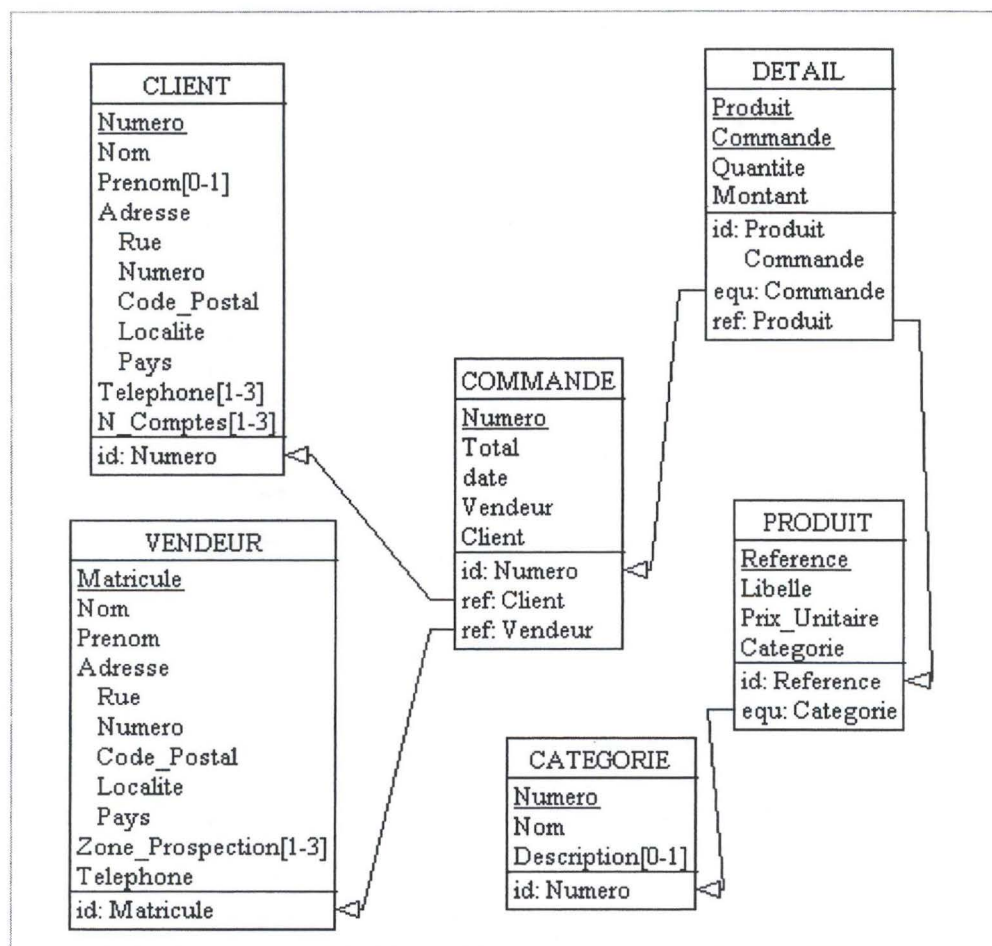 CLIENT
Numero
Nom
Prenom[0-1]
Adresse
Rue
Numero
Code_Postal
Localite
Pays
Telephone[1-3]
N_Comptes[1-3]
id: Numero
VENDEUR
Matricule
Nom
Prenom
Adresse
Rue
Numero
Code_Postal
Localite
Pays
Zone_Prospection[1-3]
Telephone
id: Matricule
COMMANDE
Numero
Total
date
Vendeur
Client
id: Numero
ref: Client
ref: Vendeur
DETAIL
Produit
Commande
Quantite
Montant
id: Produit
Commande
equ: Commande
ref: Produit
PRODUIT
Reference
Libelle
Prix_Unitaire
Categorie
id: Reference
equ: Categorie
CATEGORIE
Numero
Nom
Description[0-1]
id: Numero